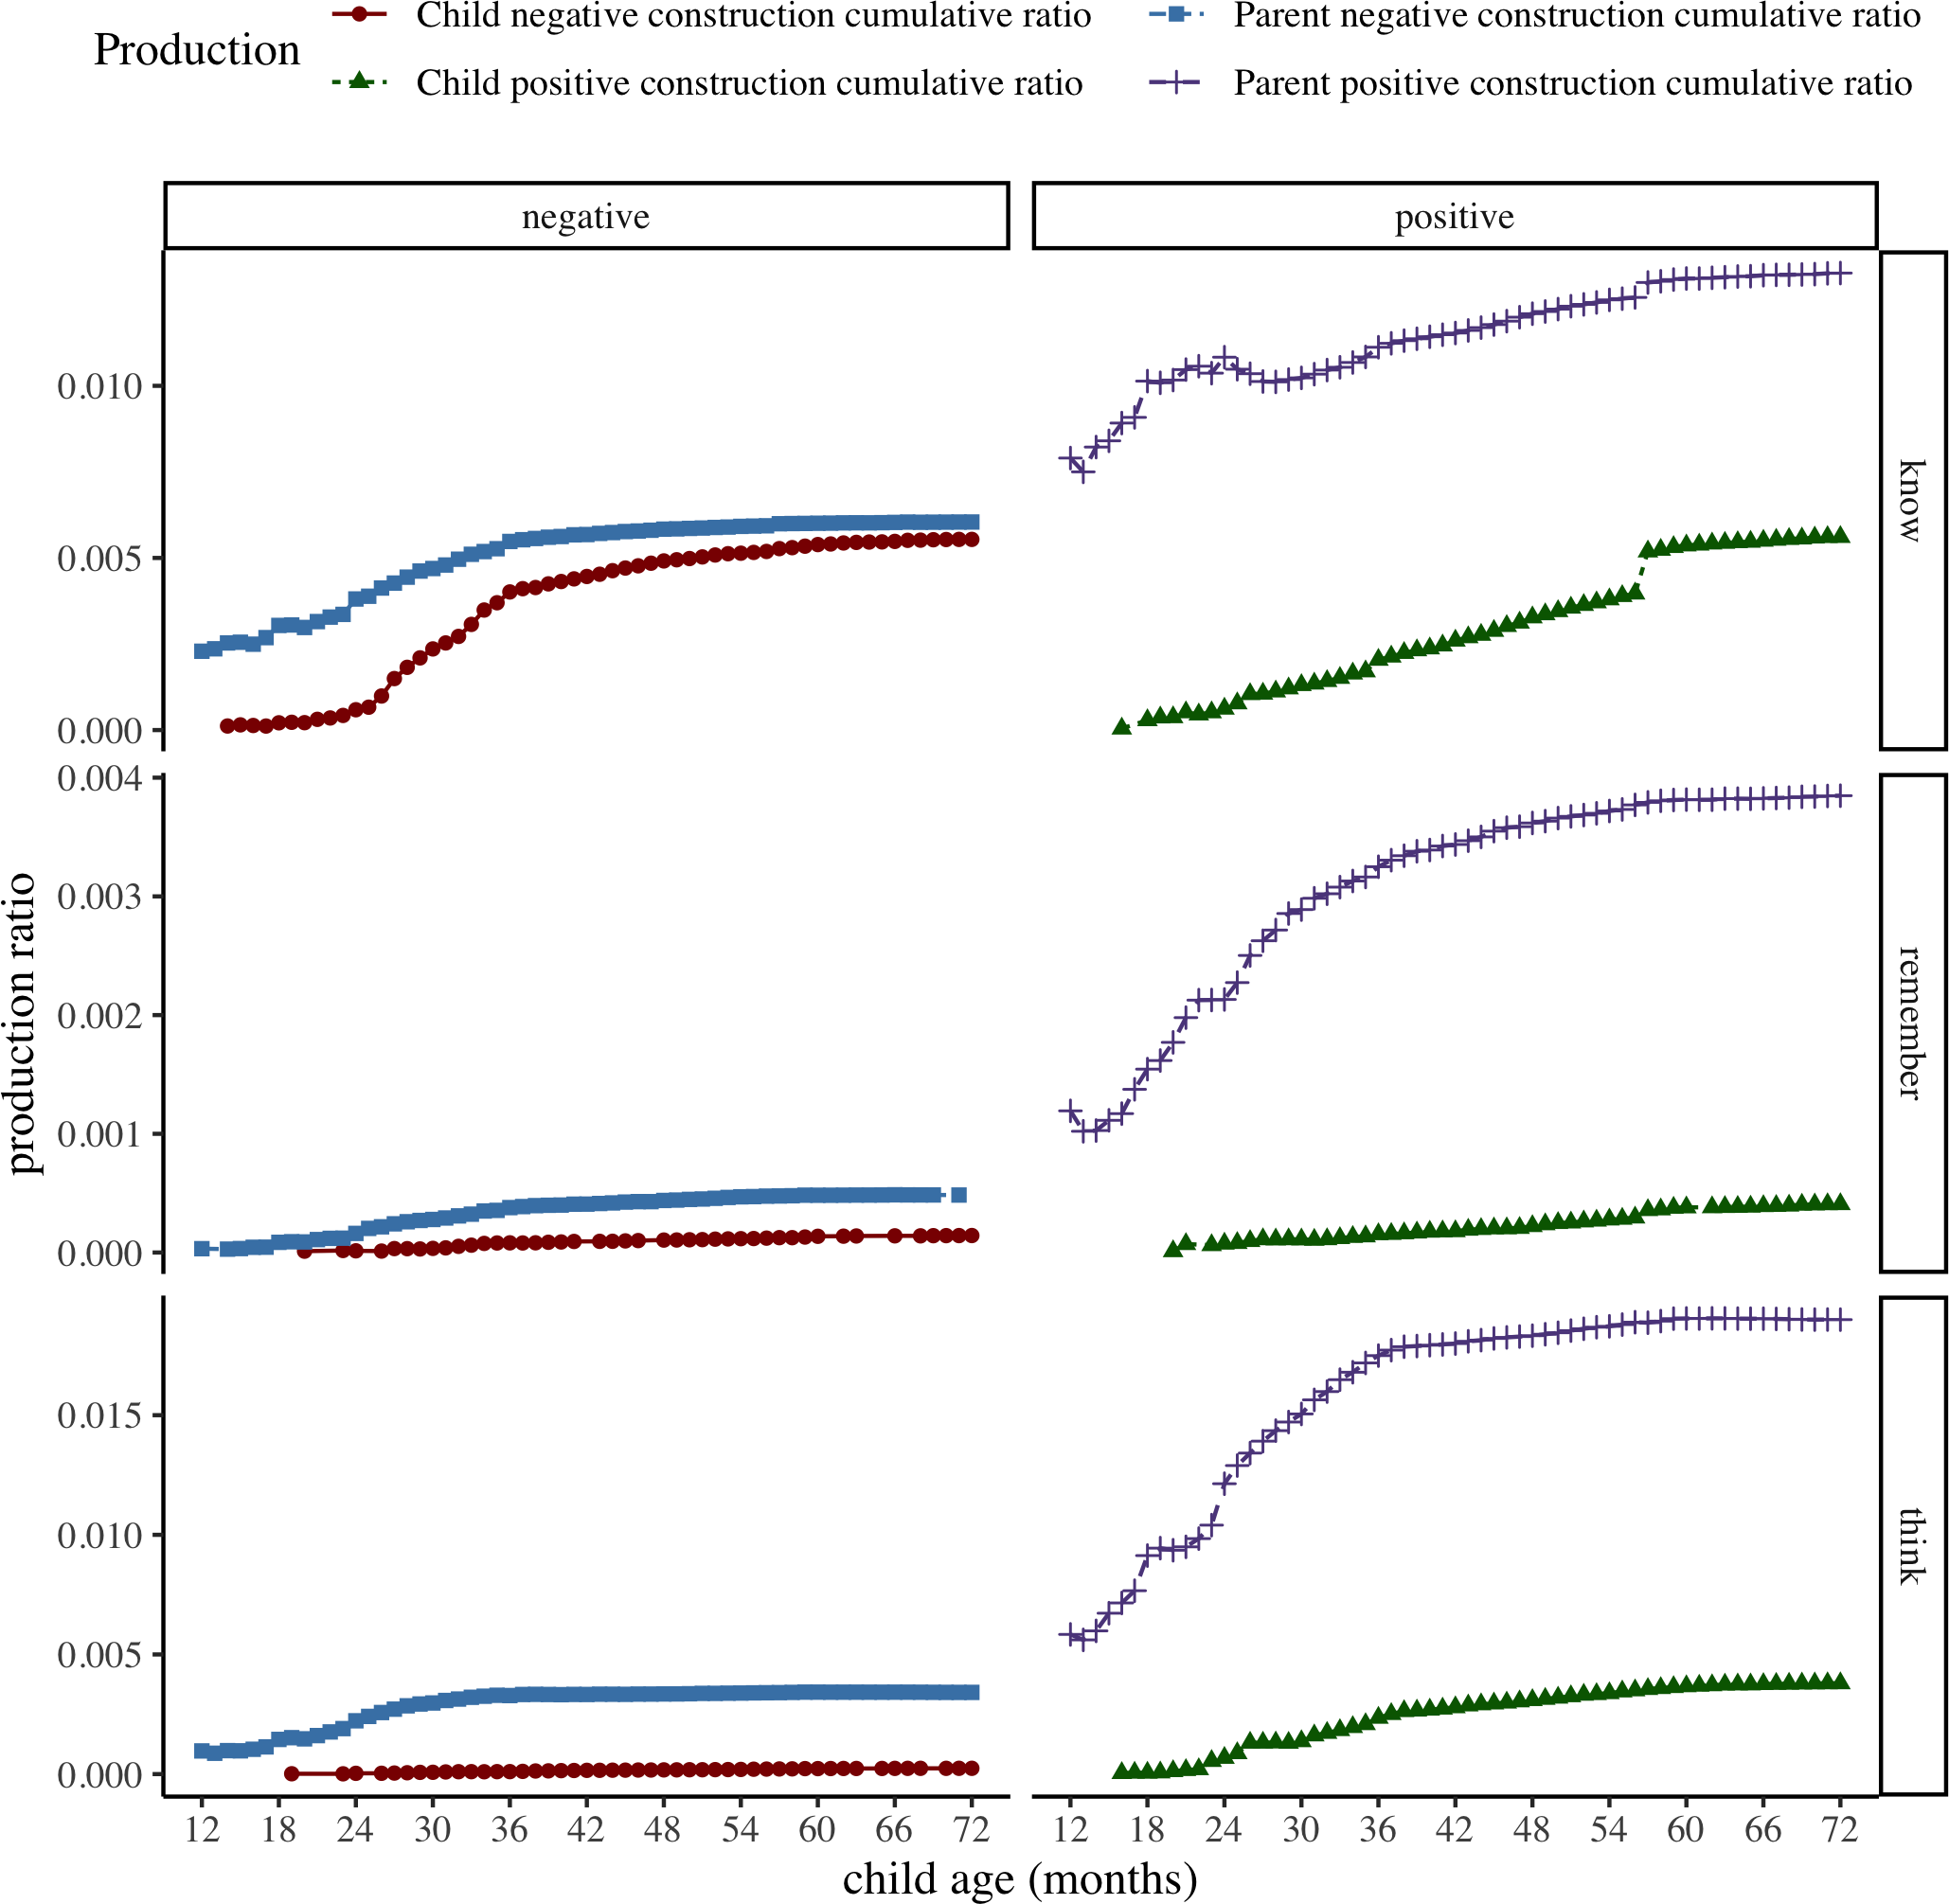 Production
Child negative construction cumulative ratio
Parent negative construction cumulative ratio
Child positive construction cumulative ratio
Parent positive construction cumulative ratio
negative
positive
0.010
0.005
0.000
know
0.004
0.003
0.002
0.001
0.000
remember
0.015
0.010
0.005
0.000
think
production ratio
12 18 24 30 36 42 48 54 60 66 72
12 18 24 30 36 42 48 54 60 66 72
child age (months)